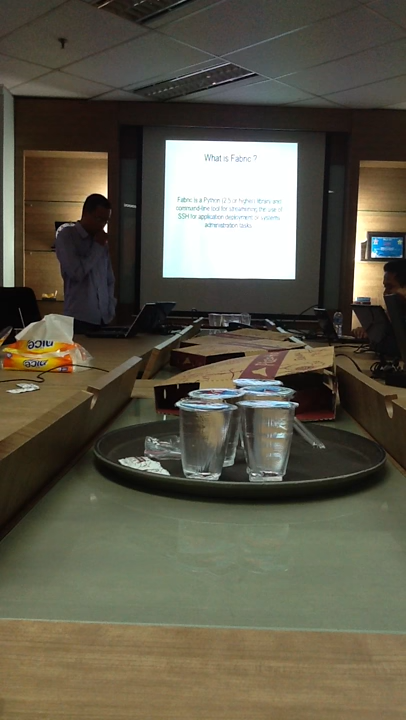 What is Fabric ?
Fabric is a Python (2.5 or higher) library and
command-line tool for streamlining the use of
SSH for application deployment or systems
administration tasks.
nice
nice